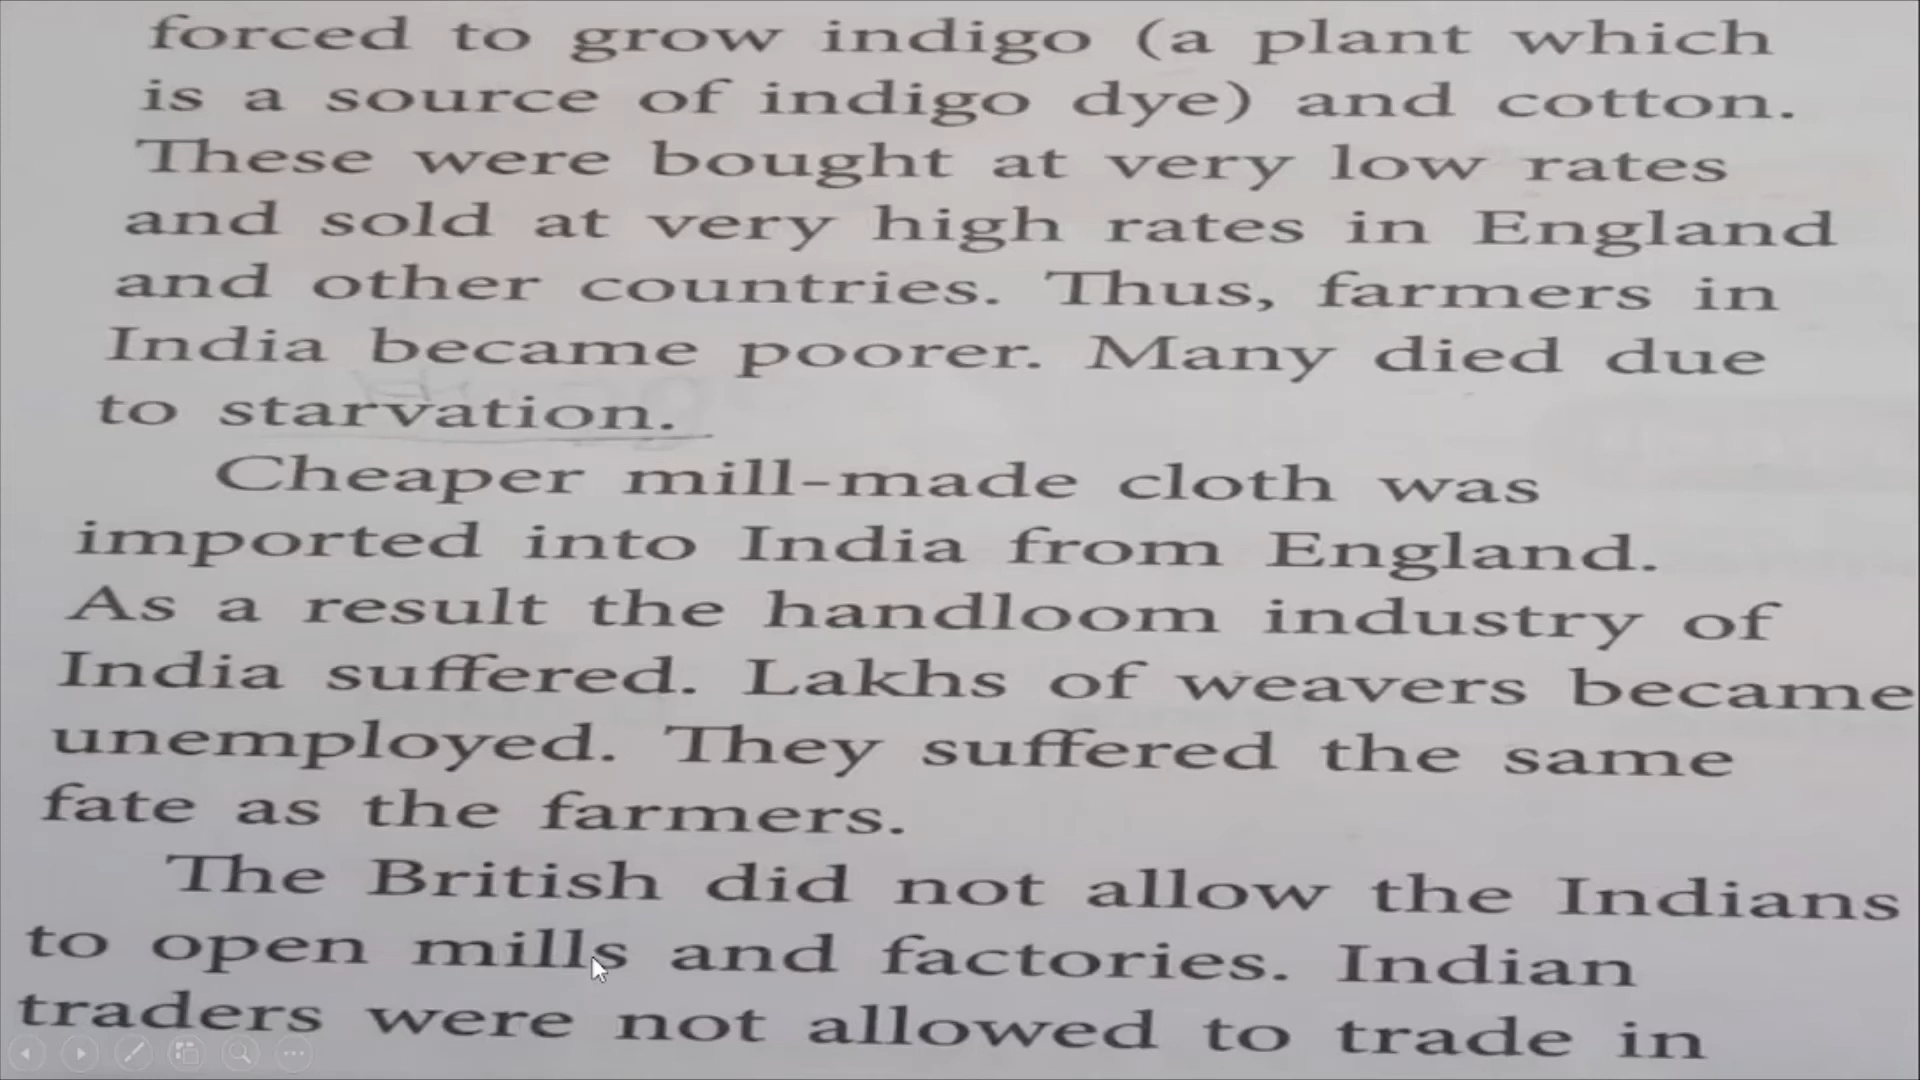 forced to grow indigo (a plant which
is a source of indigo dye) and cotton.
These were bought at very low rates
and sold at very high rates in England
and other countries. Thus, farmers in
India became poorer. Many died due
to starvation.
Cheaper mill-made cloth was
imported into India from England.
As a result the handloom industry of
India suffered. Lakhs of weavers became
unemployed. They suffered the same
fate as the farmers.
The British did not allow the Indians
to open mills and factories. Indian
traders were not allowed to trade in